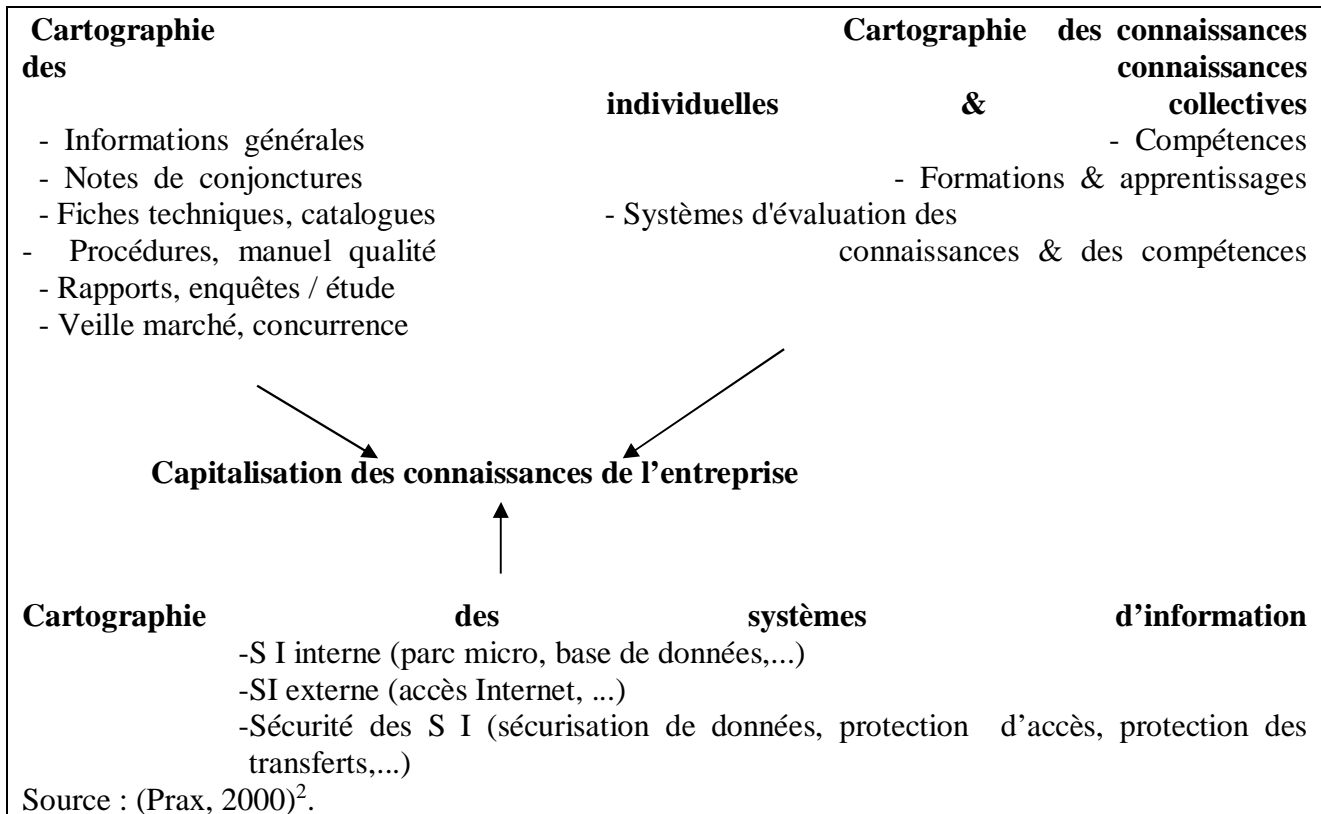 Cartographie Cartographie des connaissances
des connaissances
individuelles & collectives
- Informations générales - Compétences
- Notes de conjonctures - Formations & apprentissages
- Fiches techniques, catalogues - Systèmes d'évaluation des
- Procédures, manuel qualité connaissances & des compétences
- Rapports, enquêtes / étude
- Veille marché, concurrence
Capitalisation des connaissances de l’entreprise
Cartographie des systèmes d’information
-S I interne (parc micro, base de données,...)
-SI externe (accès Internet, ...)
-Sécurité des S I (sécurisation de données, protection d’accès, protection des
transferts,...)
Source : (Prax, 2000)².